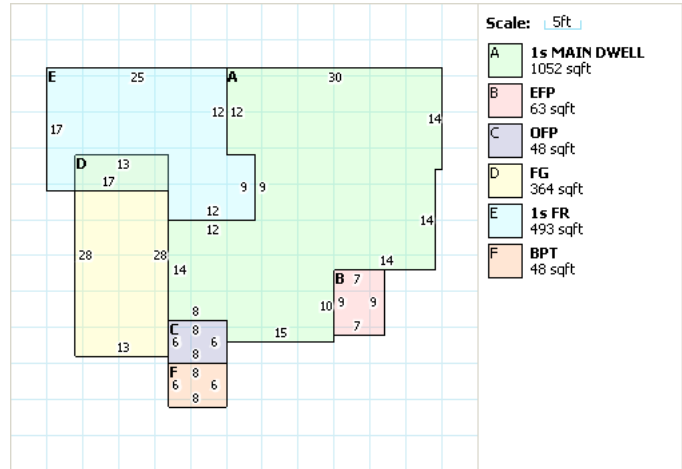 Scale: 5ft
A 1s MAIN DWELL
1052 sqft
B EFP
63 sqft
C OFP
48 sqft
D FG
364 sqft
E 1s FR
493 sqft
F BPT
48 sqft
E 25 A 30
12 12 14
17
D 13
17 9 9
12
12 14
28 28 14 14
B 7
10 9 9
8
C 8
6 6 15 7
13 8
F 8
6 6
8